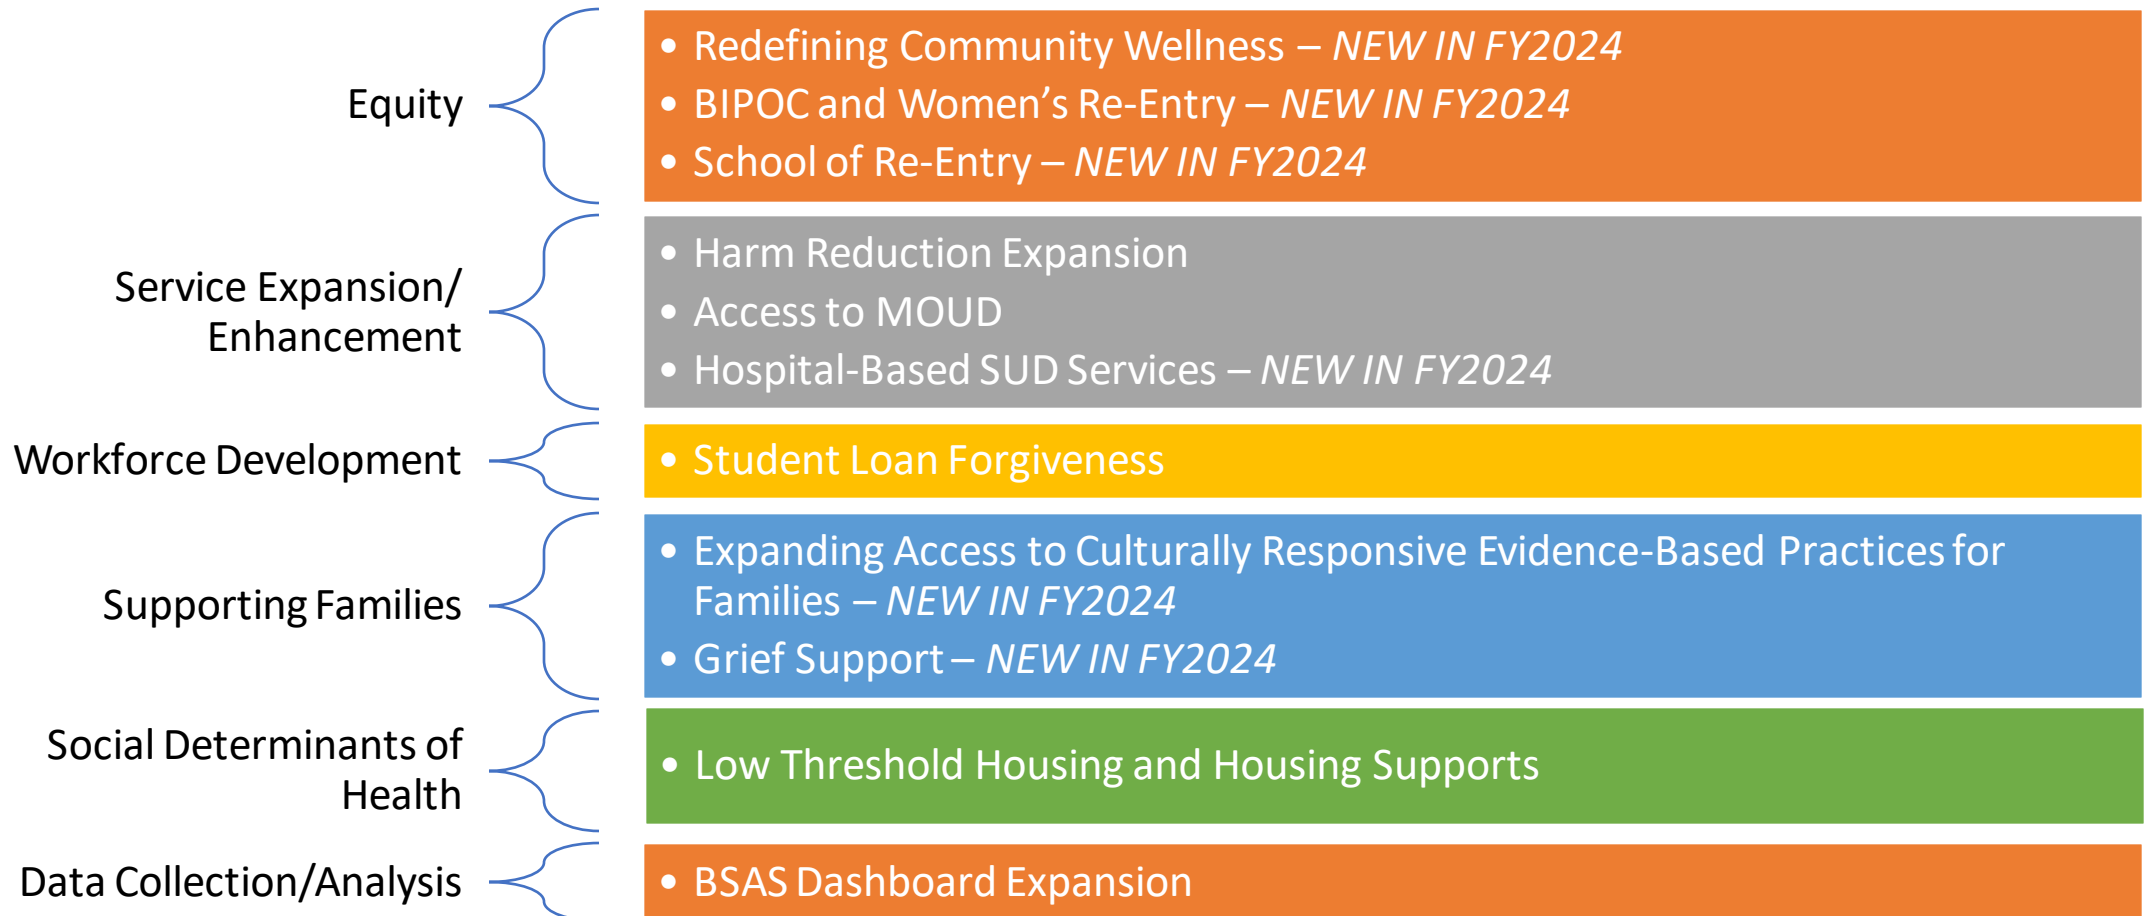 Equity
• Redefining Community Wellness – NEW IN FY2024
• BIPOC and Women’s Re-Entry – NEW IN FY2024
• School of Re-Entry – NEW IN FY2024
Service Expansion/
Enhancement
• Harm Reduction Expansion
• Access to MOUD
• Hospital-Based SUD Services – NEW IN FY2024
Workforce Development
• Student Loan Forgiveness
Supporting Families
• Expanding Access to Culturally Responsive Evidence-Based Practices for
Families – NEW IN FY2024
• Grief Support – NEW IN FY2024
Social Determinants of
Health
• Low Threshold Housing and Housing Supports
Data Collection/Analysis
• BSAS Dashboard Expansion